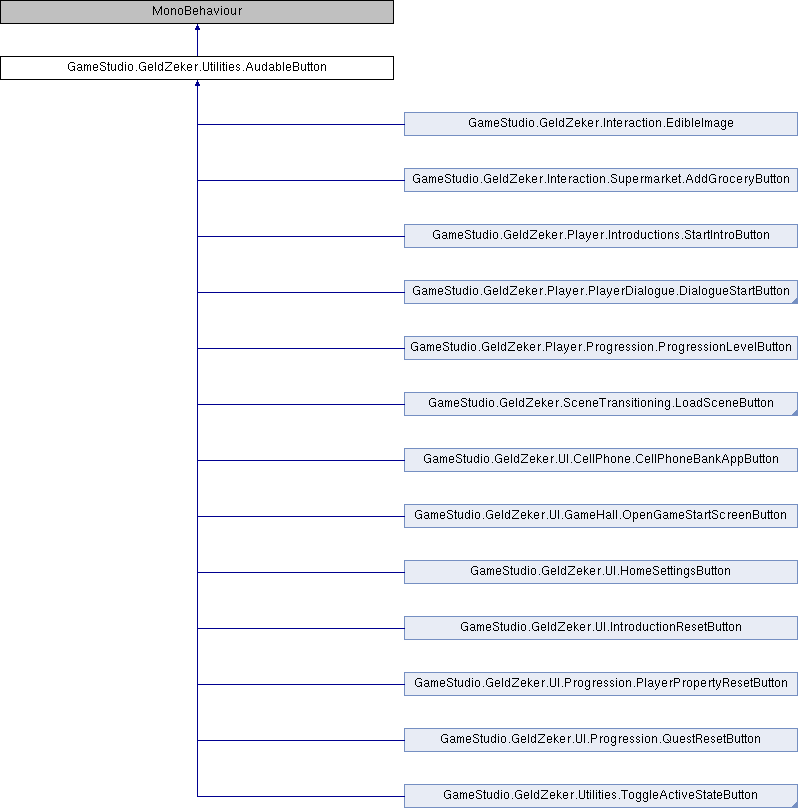 MonoBehaviour
GameStudio.GeldZeker.Utilities.AudableButton
GameStudio.GeldZeker.Interaction.EdibleImage
GameStudio.GeldZeker.Interaction.Supermarket.AddGroceryButton
GameStudio.GeldZeker.Player.Introductions.StartIntroButton
GameStudio.GeldZeker.Player.PlayerDialogue.DialogueStartButton
GameStudio.GeldZeker.Player.Progression.ProgressionLevelButton
GameStudio.GeldZeker.SceneTransitioning.LoadSceneButton
GameStudio.GeldZeker.UI.CellPhone.CellPhoneBankAppButton
GameStudio.GeldZeker.UI.GameHall.OpenGameStartScreenButton
GameStudio.GeldZeker.UI.HomeSettingsButton
GameStudio.GeldZeker.UI.IntroductionResetButton
GameStudio.GeldZeker.UI.Progression.PlayerPropertyResetButton
GameStudio.GeldZeker.UI.Progression.QuestResetButton
GameStudio.GeldZeker.Utilities.ToggleActiveStateButton